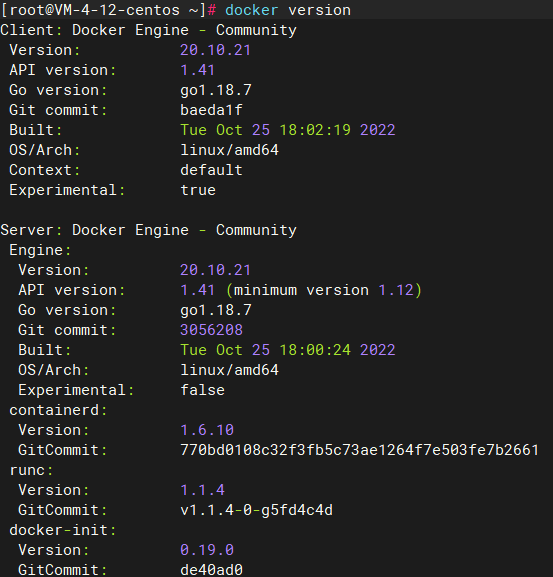 [root@VM-4-12-centos ~]# docker version
Client: Docker Engine - Community
 Version:           20.10.21
 API version:       1.41
 Go version:        go1.18.7
 Git commit:        baeda1f
 Built:             Tue Oct 25 18:02:19 2022
 OS/Arch:           linux/amd64
 Context:           default
 Experimental:      true

Server: Docker Engine - Community
 Engine:
  Version:          20.10.21
  API version:      1.41 (minimum version 1.12)
  Go version:       go1.18.7
  Git commit:       3056208
  Built:            Tue Oct 25 18:00:24 2022
  OS/Arch:          linux/amd64
  Experimental:     false
 containerd:
  Version:          1.6.10
  GitCommit:        770bd0108c32f3fb5c73ae1264f7e503fe7b2661
 runc:
  Version:          1.1.4
  GitCommit:        v1.1.4-0-g5fd4c4d
 docker-init:
  Version:          0.19.0
  GitCommit:        de40ad0